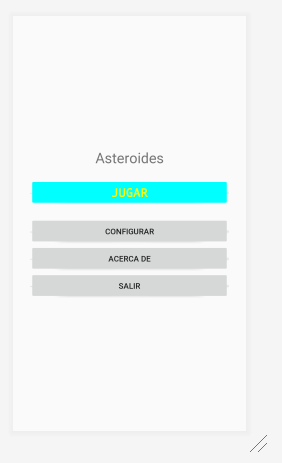 Asteroides
JUGAR
CONFIGURAR
ACERCA DE
SALIR